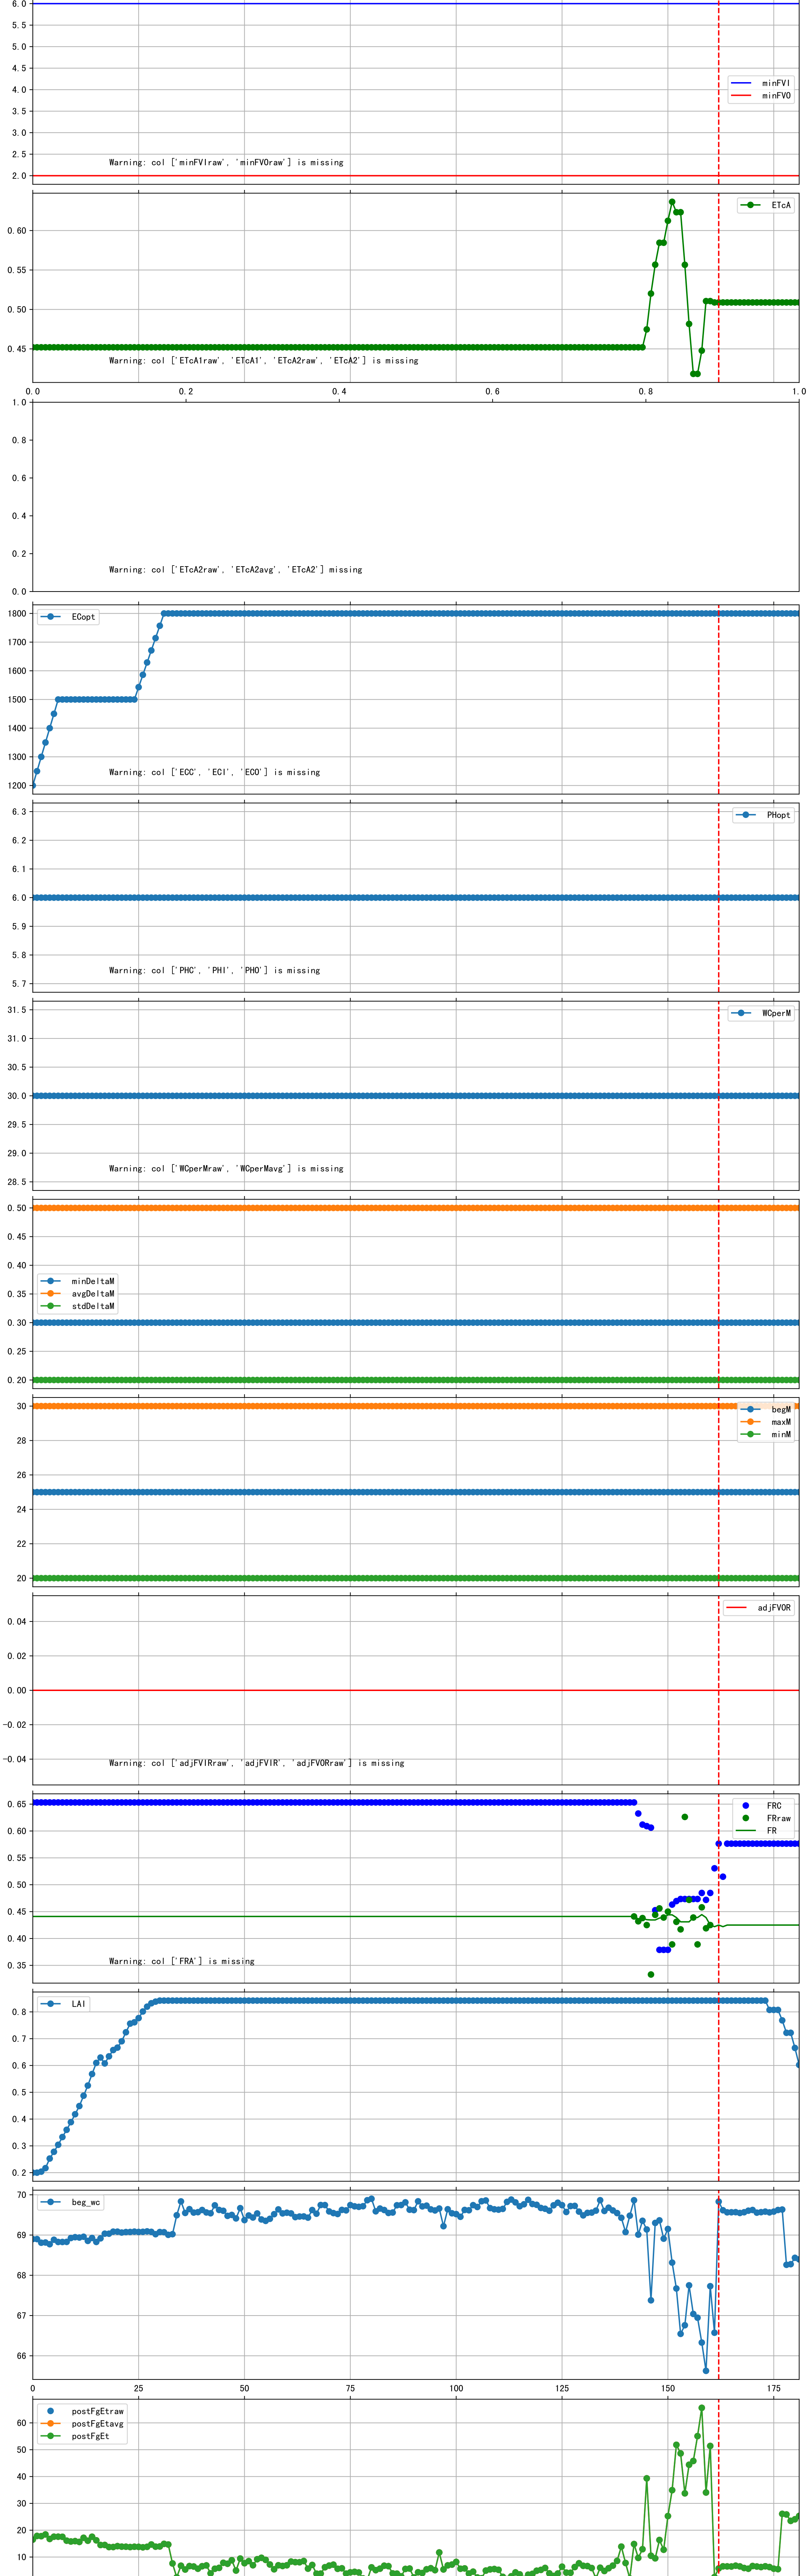 6.0
5.5
5.0
4.5
4.0
3.5
3.0
2.5
2.0
minFVI
minFVO
Warning: col ['minFVIraw', 'minFVOraw'] is missing
0.60
0.55
0.50
0.45
ETcA
Warning: col ['ETcA1raw', 'ETcA1', 'ETcA2raw', 'ETcA2'] is missing
0.0 0.2 0.4 0.6 0.8 1.0
1.0
0.8
0.6
0.4
0.2
0.0
Warning: col ['ETcA2raw', 'ETcA2avg', 'ETcA2'] missing
1800
1700
1600
1500
1400
1300
1200
ECopt
Warning: col ['ECC', 'ECI', 'ECO'] is missing
6.3
6.2
6.1
6.0
5.9
5.8
5.7
PHopt
Warning: col ['PHC', 'PHI', 'PHO'] is missing
31.5
31.0
30.5
30.0
29.5
29.0
28.5
WCperM
Warning: col ['WCperMraw', 'WCperMavg'] is missing
0.50
0.45
0.40
0.35
0.30
0.25
0.20
minDeltaM
avgDeltaM
stdDeltaM
30
28
26
24
22
20
begM
maxM
minM
0.04
0.02
0.00
-0.02
-0.04
adjFVOR
Warning: col ['adjFVIRraw', 'adjFVIR', 'adjFVORraw'] is missing
0.65
0.60
0.55
0.50
0.45
0.40
0.35
FRC
FRraw
FR
Warning: col ['FRA'] is missing
0.8
0.7
0.6
0.5
0.4
0.3
0.2
LAI
70
69
68
67
66
beg_wc
0 25 50 75 100 125 150 175
60
50
40
30
20
10
postFgEtraw
postFgEtavg
postFgEt